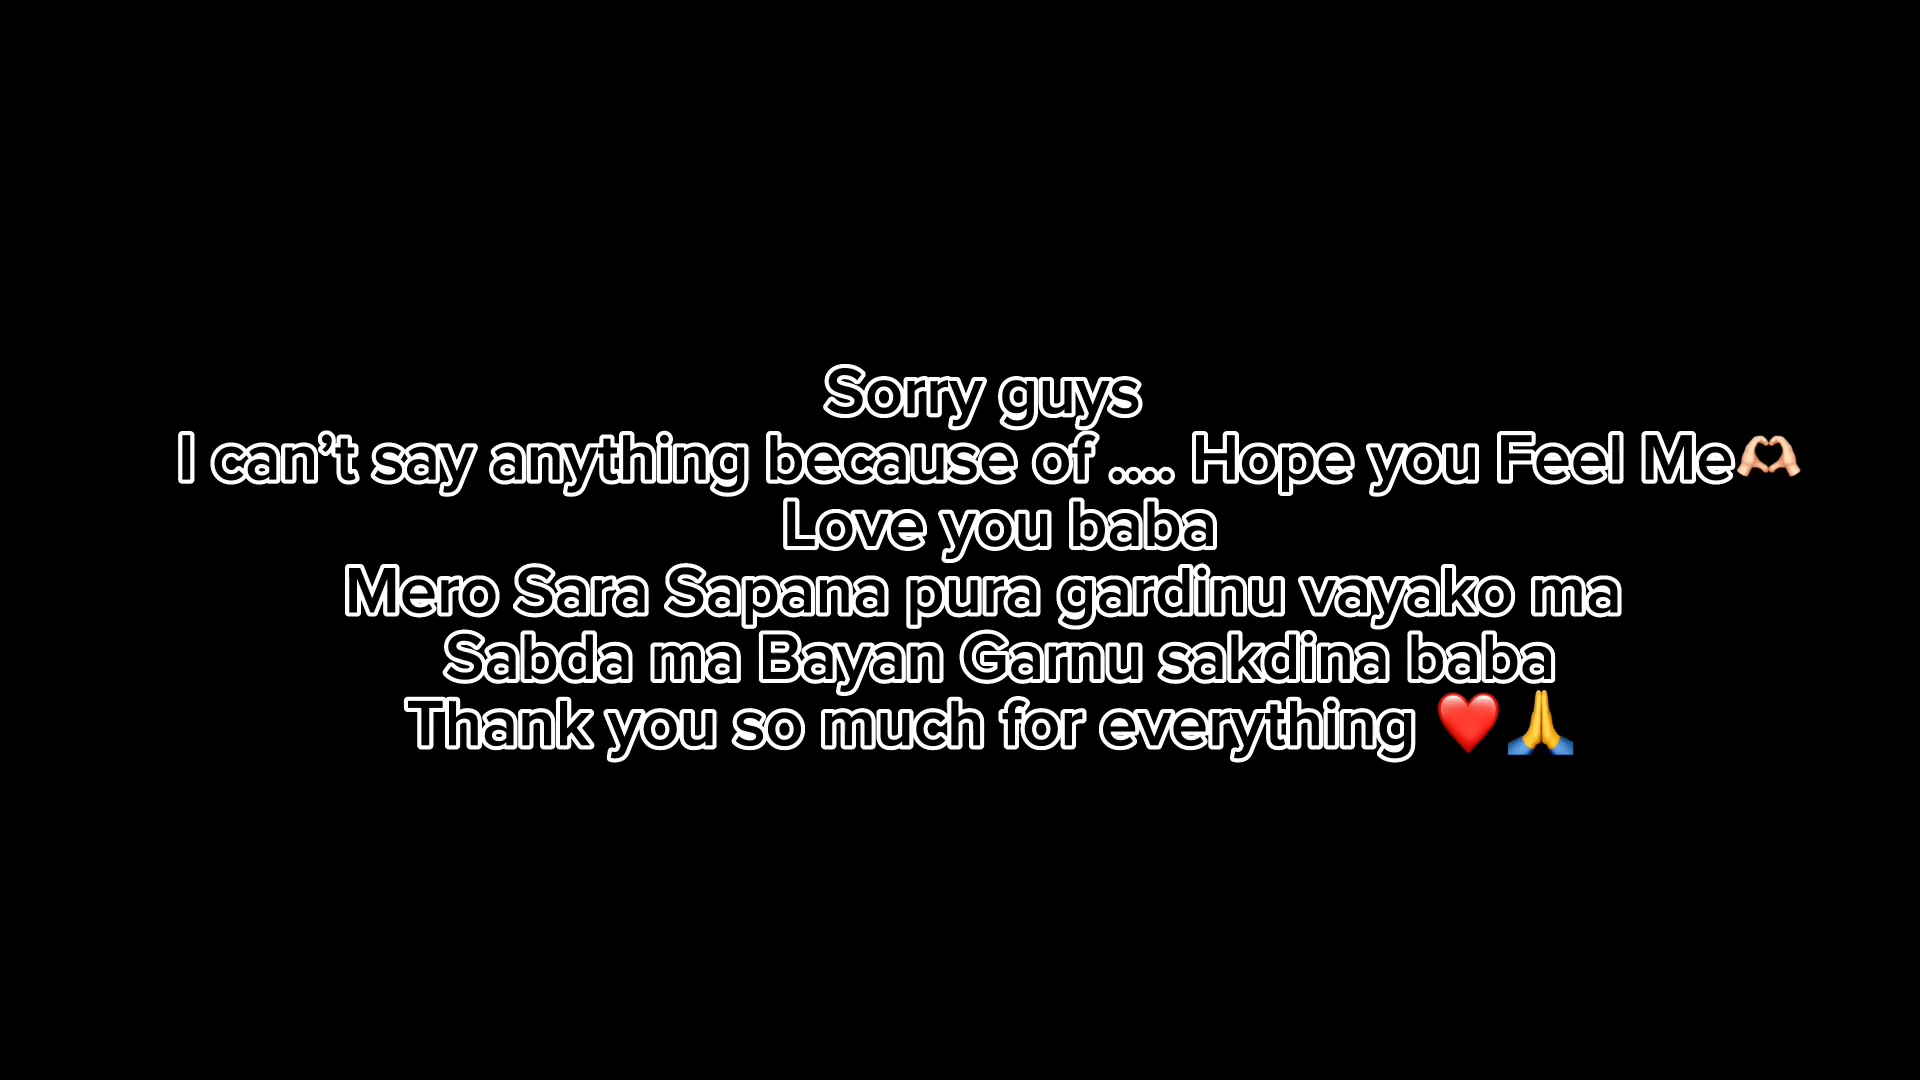 Sorry guys
I can’t say anything because of .... Hope you Feel Me🫶🏻
Love you baba
Mero Sara Sapana pura gardinu vayako ma
Sabda ma Bayan Garnu sakdina baba
Thank you so much for everything ❤️🙏